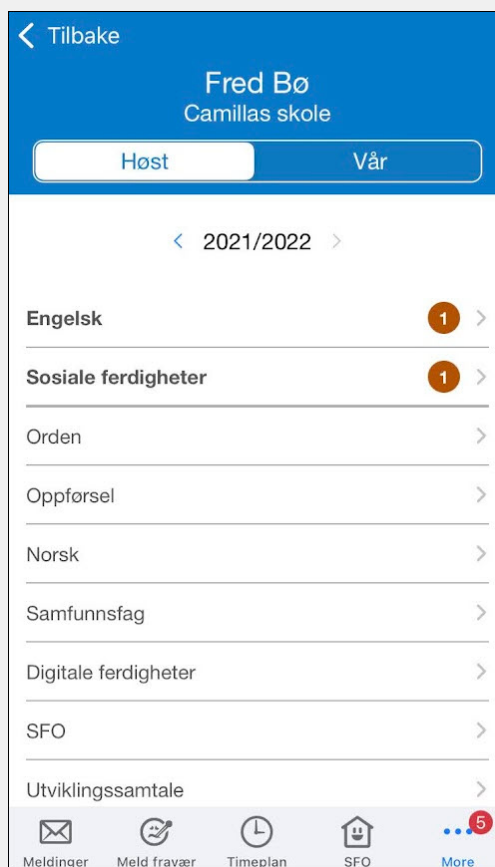 Tilbake
Fred Bø
Camillas skole
Høst Vår
2021/2022
Engelsk 1
Sosiale ferdigheter 1
Orden
Oppførsel
Norsk
Samfunnsfag
Digitale ferdigheter
SFO
Utviklingssamtale
5
Meldinger Meld fravær Timeplan SFO More